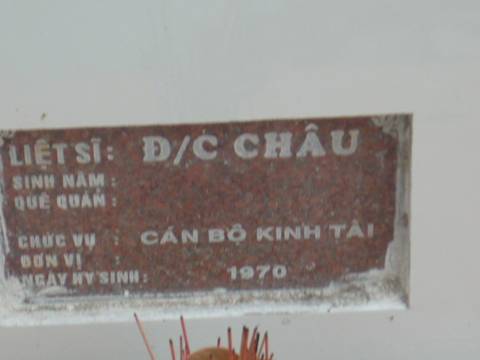 LIỆT SĨ: Đ/C CHÂU
SINH NĂM:
QUÊ QUÁN:
CHỨC VỤ : CÁN BỘ KINH TÀI
ĐƠN VỊ :
NGÀY HY SINH: 1970